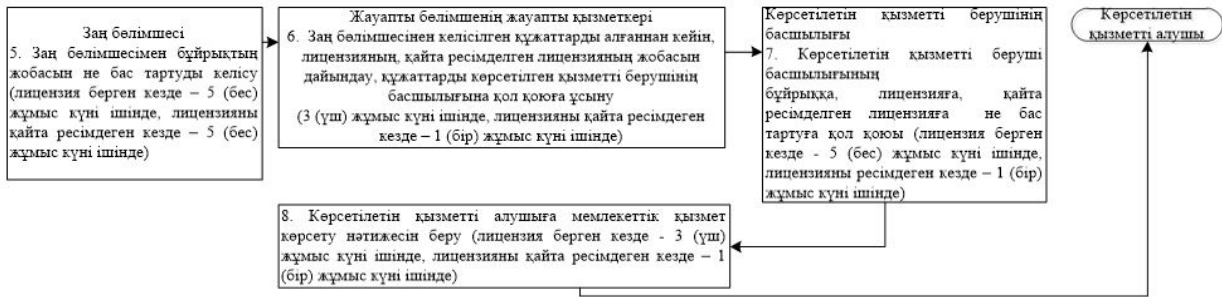 Заң бөлімшесі
5. Заң бөлімшесімен бұйрықтың
жобасын не бас тартуды келісу
(лицензия берген кезде – 5 (бес)
жұмыс күні ішінде, лицензияны
қайта ресімдеген кезде – 5 (бес)
жұмыс күні ішінде)
Жауапты бөлімшенің жауапты қызметкері
6. Заң бөлімшесінен келісілген құжаттарды алғаннан кейін,
лицензияның, қайта ресімделген лицензияның жобасын
дайындау, құжаттарды көрсетілген қызметті берушінің
басшылығына қол қоюға ұсыну
(3 (үш) жұмыс күні ішінде, лицензияны қайта ресімдеген
кезде – 1 (бір) жұмыс күні ішінде)
Көрсетілетін қызметті берушінің
басшылығы
7. Көрсетілетін қызметті беруші
басшылығының
бұйрыққа, лицензияға, қайта
ресімделген лицензияға не бас
тартуға қол қоюы (лицензия берген
кезде - 5 (бес) жұмыс күні ішінде,
лицензияны ресімдеген кезде – 1 (бір)
жұмыс күні ішінде)
Көрсетілетін
қызметті алушы
8. Көрсетілетін қызметті алушыға мемлекеттік қызмет
көрсету нәтижесін беру (лицензия берген кезде - 3 (үш)
жұмыс күні ішінде, лицензияны қайта ресімдеген кезде – 1
(бір) жұмыс күні ішінде)